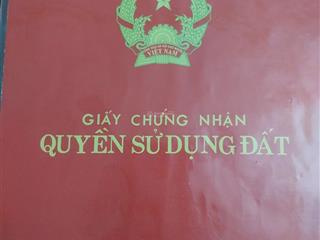 VIỆT NAM
GIẤY CHỨNG NHẬN
QUYỀN SỬ DỤNG ĐẤT